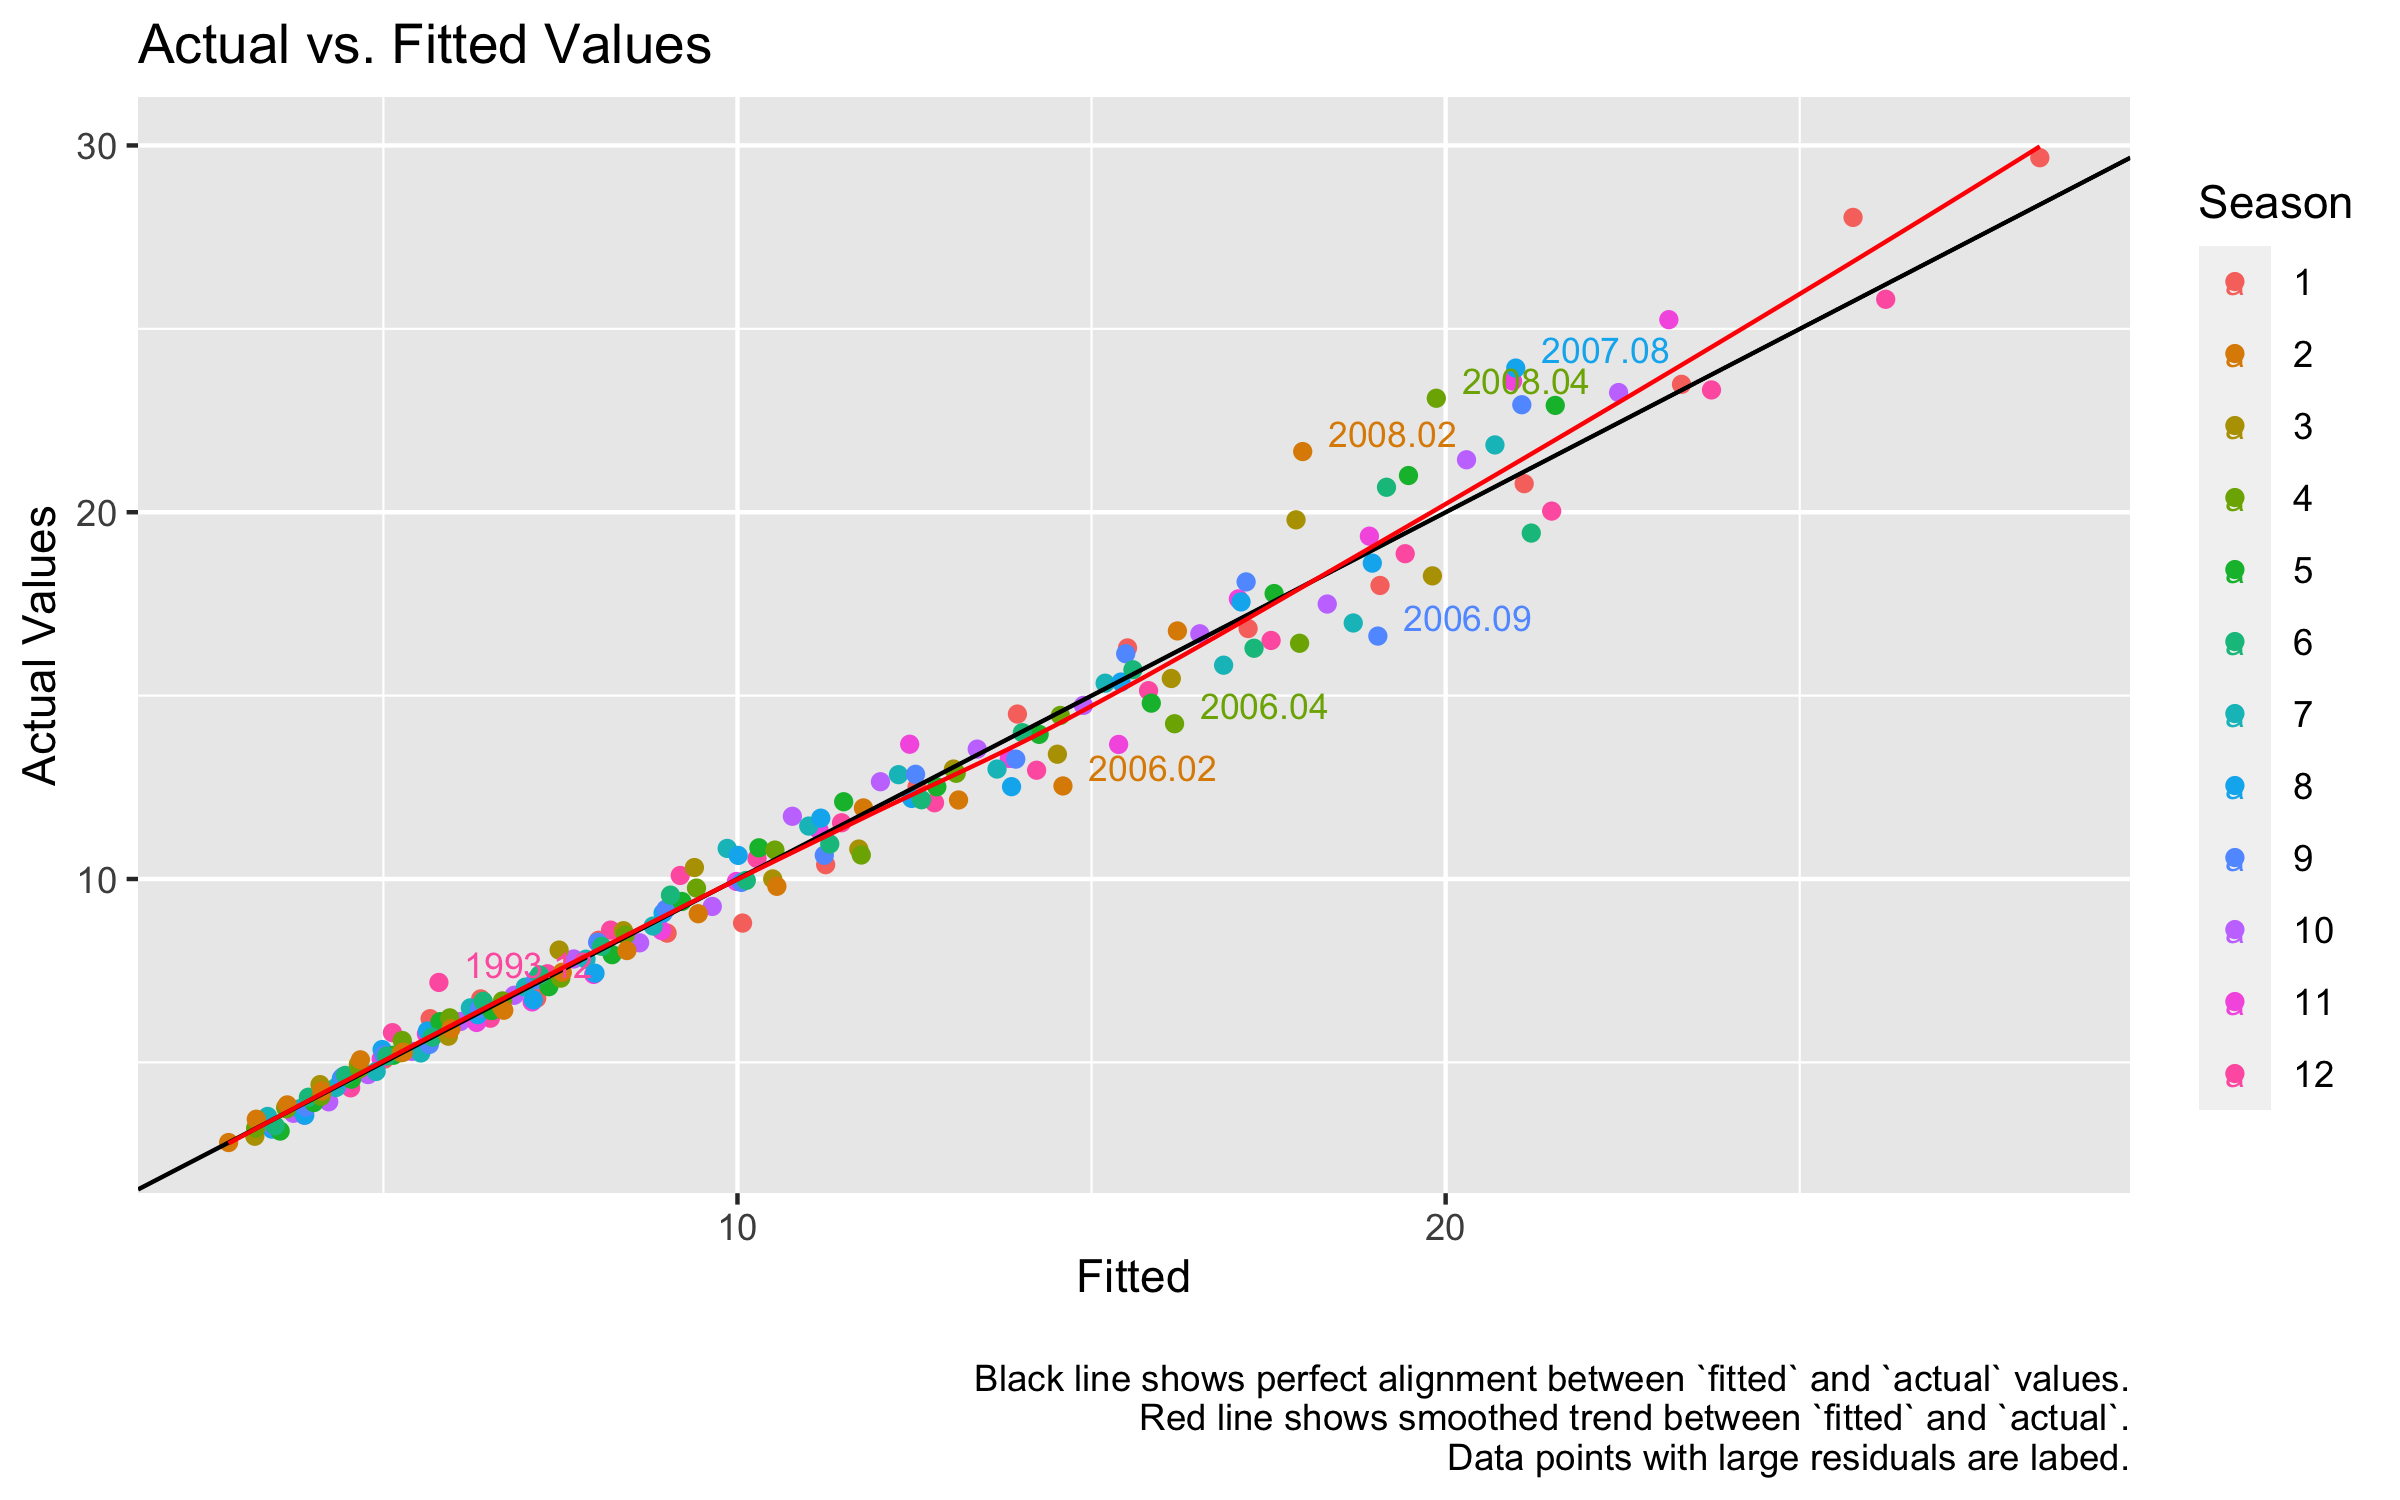 Actual vs. Fitted Values
30
20
10
Actual Values
2007.08
2008.04
2008.02
2006.09
2006.04
2006.02
1993.12
10
20
Fitted
Season
a 1
a 2
a 3
a 4
a 5
a 6
a 7
a 8
a 9
a 10
a 11
a 12
Black line shows perfect alignment between `fitted` and `actual` values.
Red line shows smoothed trend between `fitted` and `actual`.
Data points with large residuals are labed.